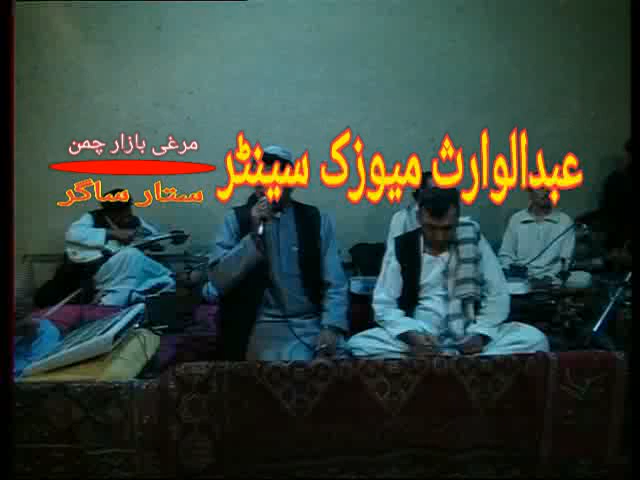 مرغی بازار چمن
عبدالوارث میوزک سینٹر
ستار ساگر